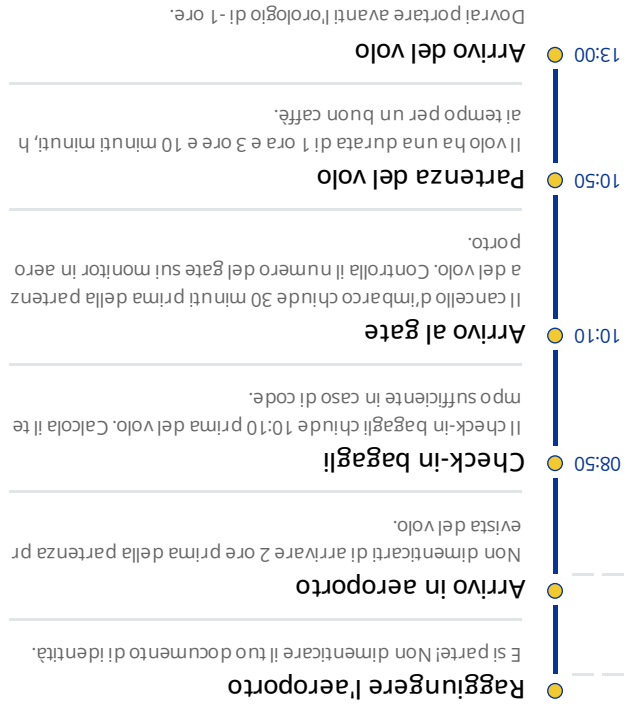 Raggiungere l'aeroporto
E si parte! Non dimenticare il tuo documento di identità.
Arrivo in aeroporto
Non dimenticarti di arrivare 2 ore prima della partenza pr
evista del volo.
08:50 Check-in bagagli
Il check-in bagagli chiude 10:10 prima del volo. Calcola il te
mpo sufficiente in caso di code.
10:10 Arrivo al gate
Il cancello d'imbarco chiude 30 minuti prima della partenz
a del volo. Controlla il numero del gate sui monitor in aero
porto.
10:50 Partenza del volo
Il volo ha una durata di 1 ora e 3 ore e 10 minuti minuti, h
ai tempo per un buon caffè.
13:00 Arrivo del volo
Dovrai portare avanti l'orologio di -1 ore.